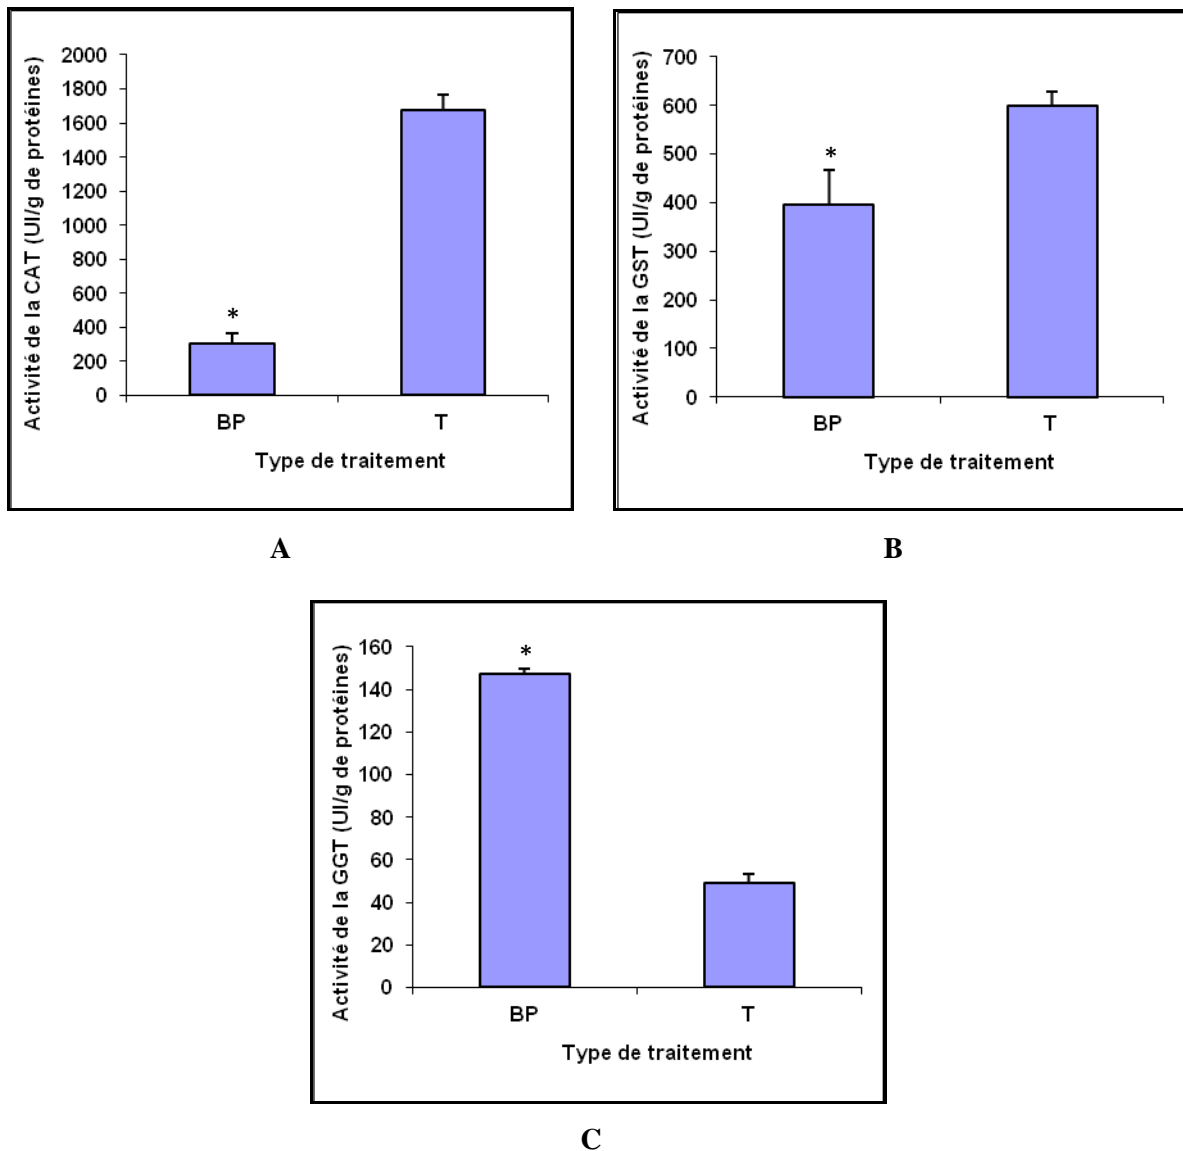 Activité de la CAT (UI/g de protéines)
2000
1800
1600
1400
1200
1000
800
600
400
200
0
*
BP
T
Type de traitement
A
Activité de la GST (UI/g de protéines)
700
600
500
400
300
200
100
0
*
BP
T
Type de traitement
B
Activité de la GGT (UI/g de protéines)
160
140
120
100
80
60
40
20
0
*
BP
T
Type de traitement
C